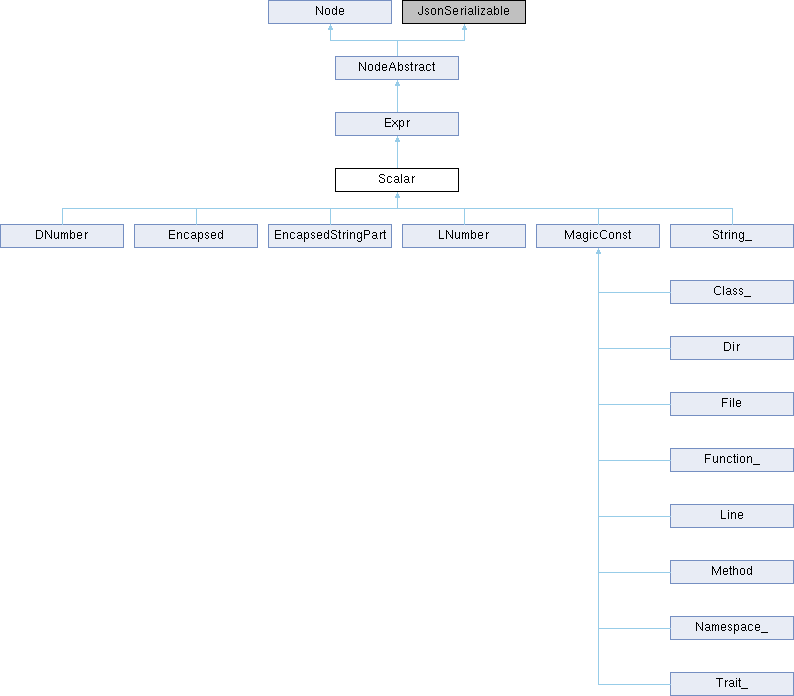 Node
JsonSerializable
NodeAbstract
Expr
Scalar
DNumber
Encapsed
EncapsedStringPart
LNumber
MagicConst
String_
Class_
Dir
File
Function_
Line
Method
Namespace_
Trait_